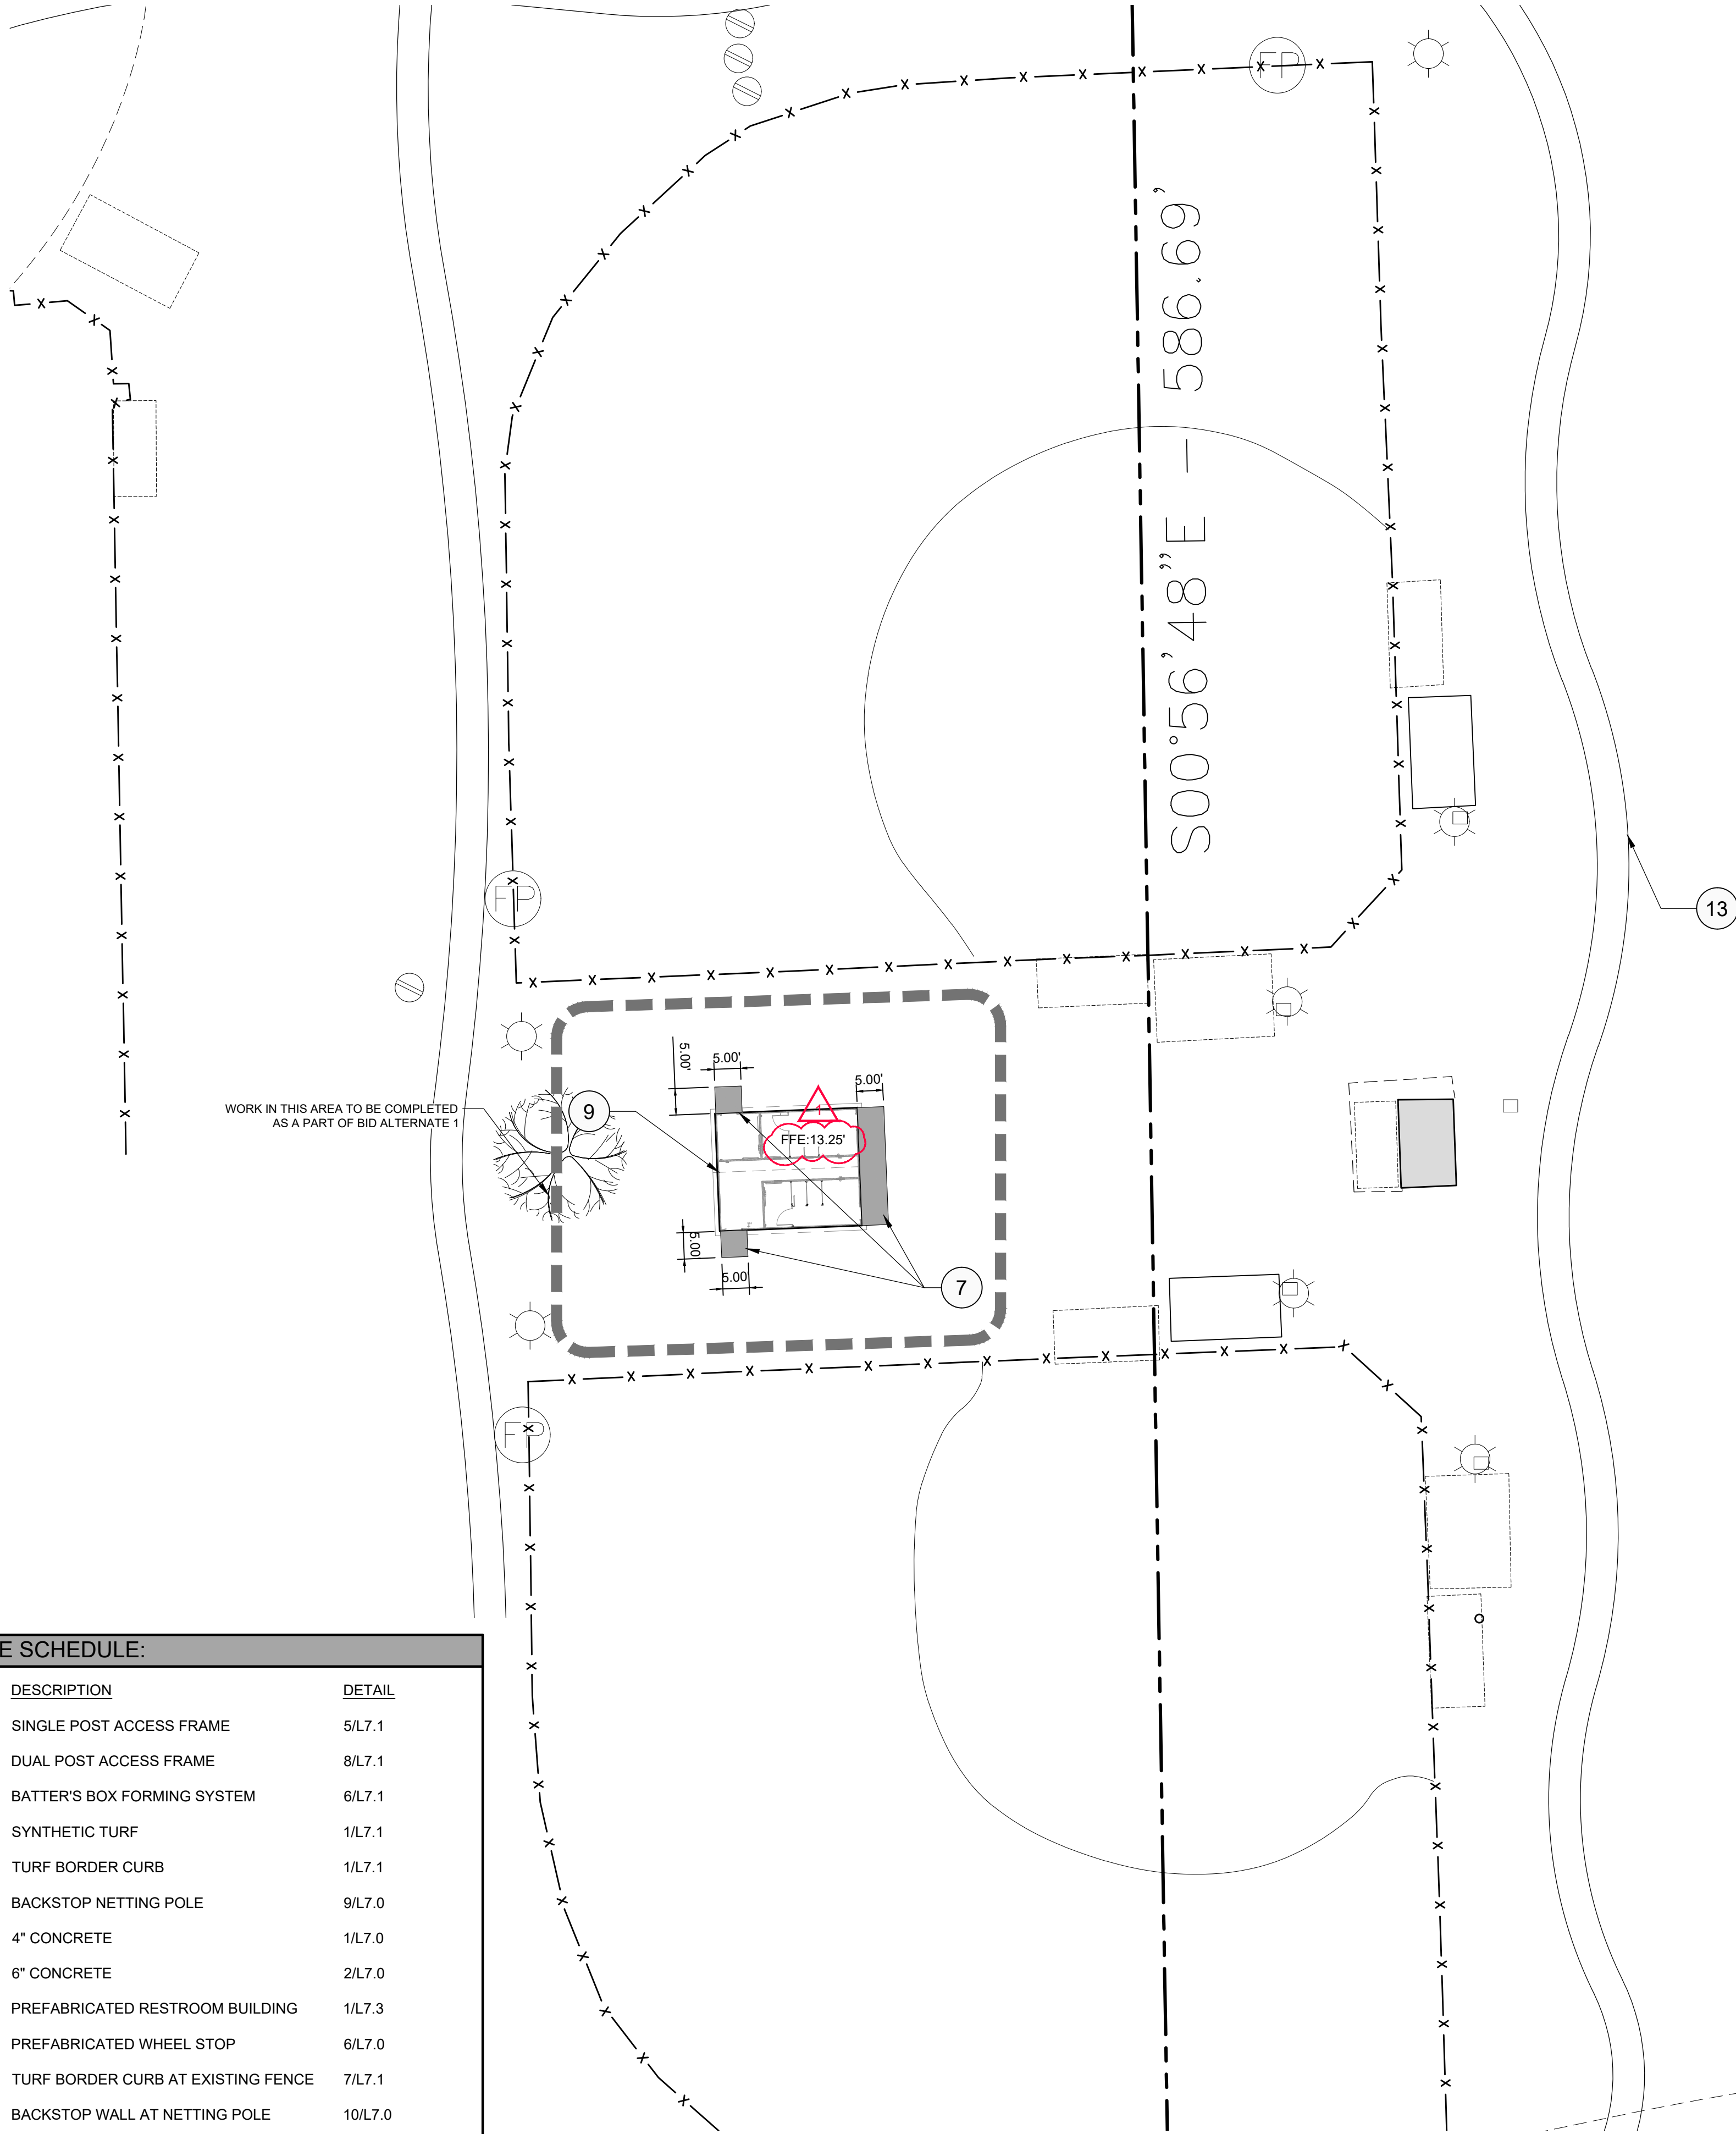 FP
S00°56'48"E — 586.69'
FP
13
5.00'
5.00'
5.00'
1
9
WORK IN THIS AREA TO BE COMPLETED
AS A PART OF BID ALTERNATE 1
FFE:13.25'
5.00'
5.00'
7
FP
E SCHEDULE:
DESCRIPTION DETAIL
SINGLE POST ACCESS FRAME 5/L7.1
DUAL POST ACCESS FRAME 8/L7.1
BATTER'S BOX FORMING SYSTEM 6/L7.1
SYNTHETIC TURF 1/L7.1
TURF BORDER CURB 1/L7.1
BACKSTOP NETTING POLE 9/L7.0
4" CONCRETE 1/L7.0
6" CONCRETE 2/L7.0
PREFABRICATED RESTROOM BUILDING 1/L7.3
PREFABRICATED WHEEL STOP 6/L7.0
TURF BORDER CURB AT EXISTING FENCE 7/L7.1
BACKSTOP WALL AT NETTING POLE 10/L7.0